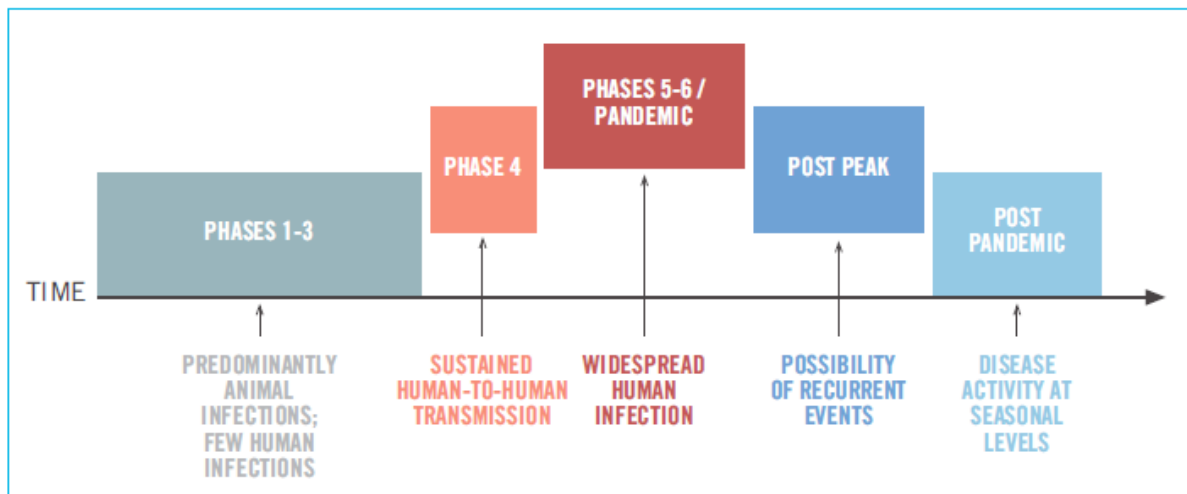 PHASES 5-6 /
PANDEMIC
PHASE 4
POST PEAK
PHASES 1-3
POST
PANDEMIC
TIME
PREDOMINANTLY
ANIMAL
INFECTIONS;
FEW HUMAN
INFECTIONS
SUSTAINED
HUMAN-TO-HUMAN
TRANSMISSION
WIDESPREAD
HUMAN
INFECTION
POSSIBILITY
OF RECURRENT
EVENTS
DISEASE
ACTIVITY AT
SEASONAL
LEVELS